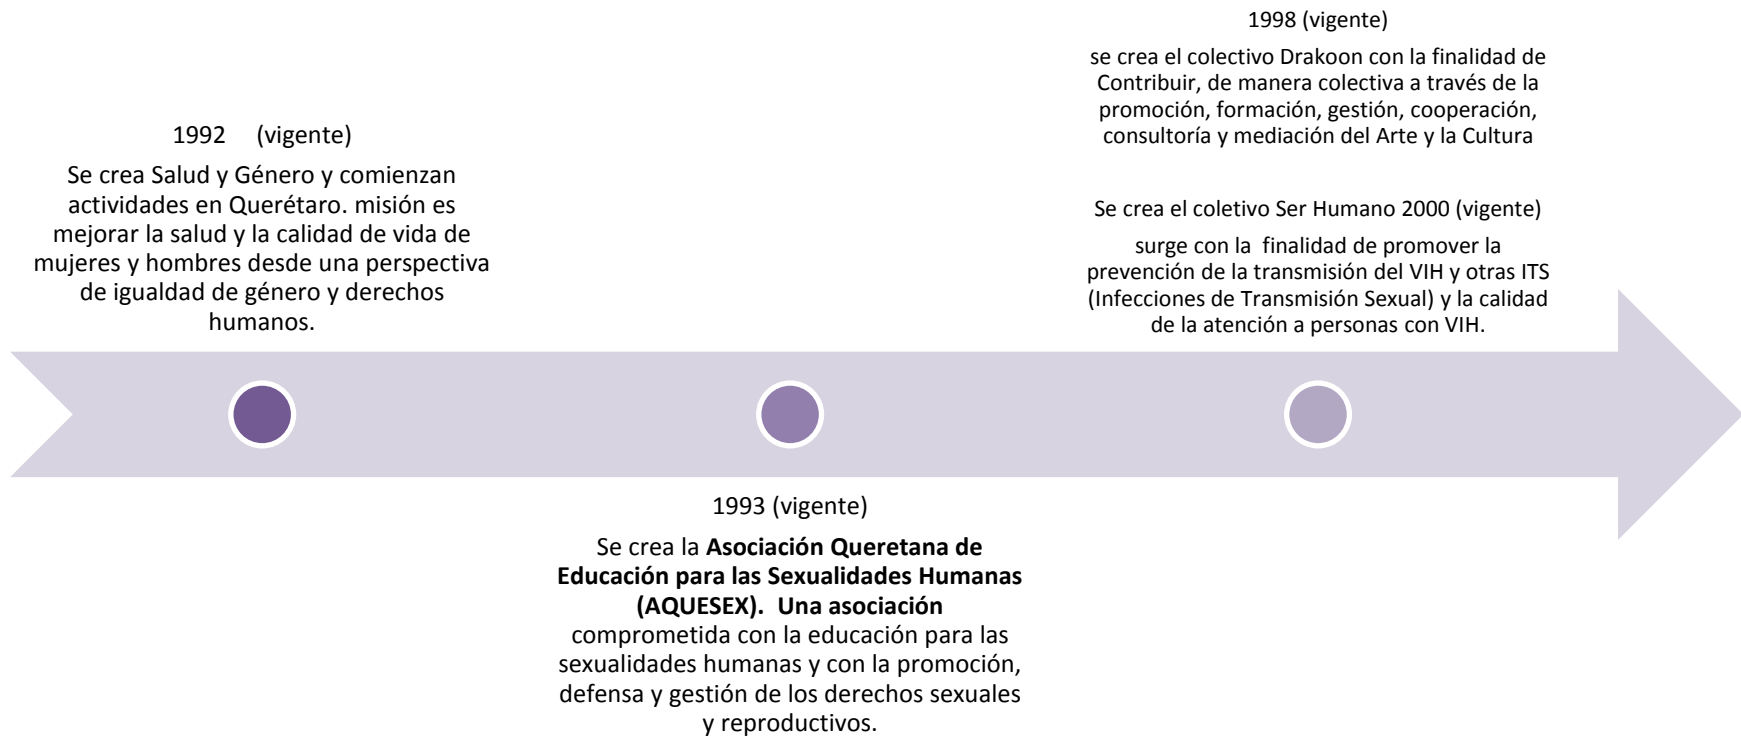 1992 (vigente)
Se crea Salud y Género y comienzan
actividades en Querétaro. misión es
mejorar la salud y la calidad de vida de
mujeres y hombres desde una perspectiva
de igualdad de género y derechos
humanos.
1993 (vigente)
Se crea la Asociación Queretana de
Educación para las Sexualidades Humanas
(AQUESEX). Una asociación
comprometida con la educación para las
sexualidades humanas y con la promoción,
defensa y gestión de los derechos sexuales
y reproductivos.
1998 (vigente)
se crea el colectivo Drakoon con la finalidad de
Contribuir, de manera colectiva a través de la
promoción, formación, gestión, cooperación,
consultoría y mediación del Arte y la Cultura
Se crea el coletivo Ser Humano 2000 (vigente)
surge con la finalidad de promover la
prevención de la transmisión del VIH y otras ITS
(Infecciones de Transmisión Sexual) y la calidad
de la atención a personas con VIH.